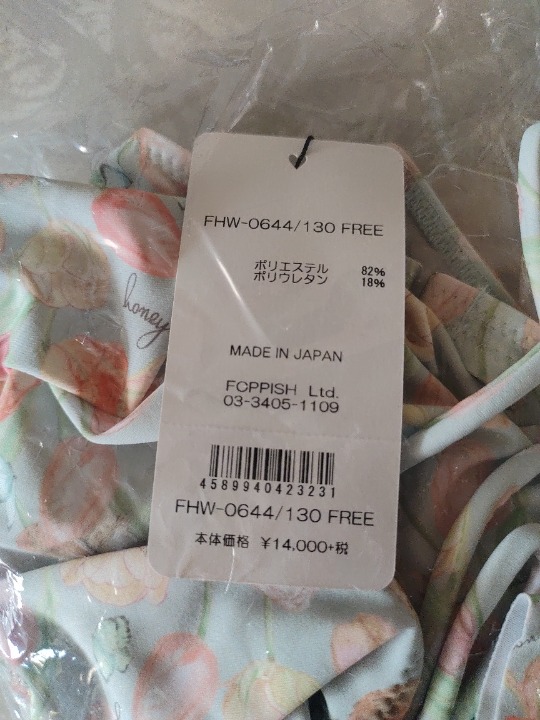 FHW-0644/130 FREE
ポリエステル 82%
ポリウレタン 18%
honey
MADE IN JAPAN
FCPPISH Ltd.
03-3405-1109
4589940423231
FHW-0644/130 FREE
本体価格 ¥14,000+税